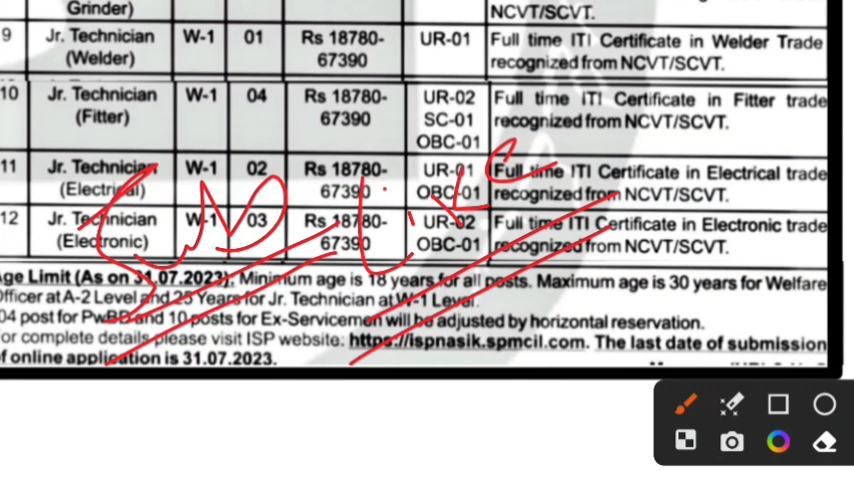 Grinder) NCVT/SCVT.
9 Jr. Technician W-1 01 Rs 18780- UR-01 Full time ITI Certificate in Welder Trade
(Welder) 67390 recognized from NCVT/SCVT.
10 Jr. Technician W-1 04 Rs 18780- UR-02 Full time ITI Certificate in Fitter trade
(Fitter) 67390 SC-01 recognized from NCVT/SCVT.
OBC-01
11 Jr. Technician W-1 02 Rs 18780- UR-01 Full time ITI Certificate in Electrical trade
(Electrical) 67390 OBC-01 recognized from NCVT/SCVT.
12 Jr. Technician W-1 03 Rs 18780- UR-02 Full time ITI Certificate in Electronic trade
(Electronic) 67390 OBC-01 recognized from NCVT/SCVT.
Age Limit (As on 31.07.2023), Minimum age is 18 years for all posts. Maximum age is 30 years for Welfare
Officer at A-2 Level and 25 Years for Jr. Technician at W-1 Level.
04 post for PwBD and 10 posts for Ex-Servicemen will be adjusted by horizontal reservation.
For complete details please visit ISP website: https://ispnasik.spmcil.com. The last date of submission
of online application is 31.07.2023.